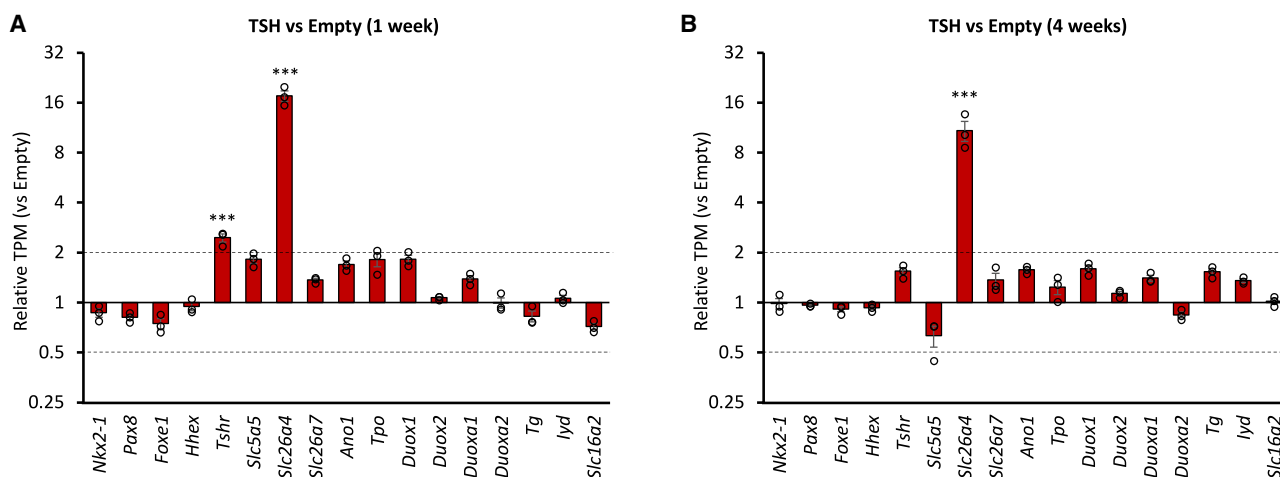 A
TSH vs Empty (1 week)
Relative TPM (vs Empty)
32
16
8
4
2
1
0.5
0.25
***
***
Nkx2-1
Pax8
Foxe1
Hhex
Tshr
Slc5a5
Slc26a4
Slc26a7
Ano1
Tpo
Duox1
Duox2
Duoxa1
Duoxa2
Tg
Iyd
Slc16a2
B
TSH vs Empty (4 weeks)
Relative TPM (vs Empty)
32
16
8
4
2
1
0.5
0.25
***
Nkx2-1
Pax8
Foxe1
Hhex
Tshr
Slc5a5
Slc26a4
Slc26a7
Ano1
Tpo
Duox1
Duox2
Duoxa1
Duoxa2
Tg
Iyd
Slc16a2